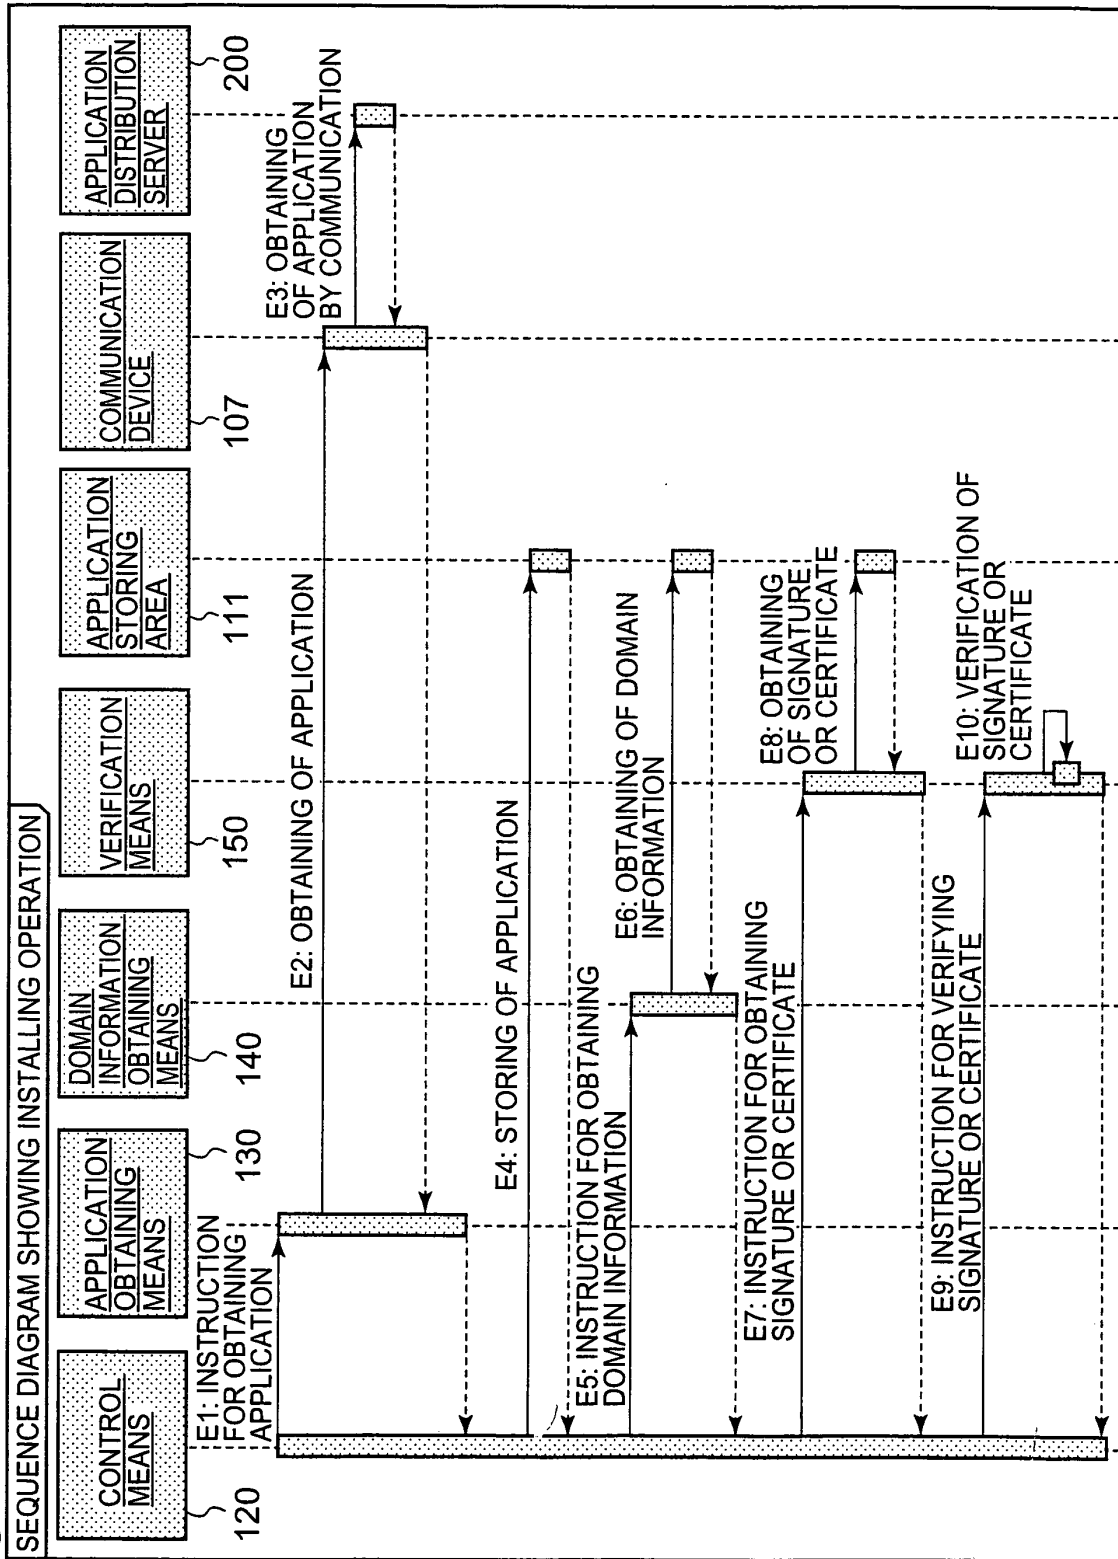 SEQUENCE DIAGRAM SHOWING INSTALLING OPERATION
CONTROL
MEANS
120
APPLICATION
OBTAINING
MEANS
130
DOMAIN
INFORMATION
OBTAINING
MEANS
140
VERIFICATION
MEANS
150
APPLICATION
STORING
AREA
111
COMMUNICATION
DEVICE
107
APPLICATION
DISTRIBUTION
SERVER
200
E1: INSTRUCTION
FOR OBTAINING
APPLICATION
E2: OBTAINING OF APPLICATION
E3: OBTAINING
OF APPLICATION
BY COMMUNICATION
E4: STORING OF APPLICATION
E5: INSTRUCTION FOR OBTAINING
DOMAIN INFORMATION
E6: OBTAINING OF DOMAIN
INFORMATION
E7: INSTRUCTION FOR OBTAINING
SIGNATURE OR CERTIFICATE
E8: OBTAINING
OF SIGNATURE
OR CERTIFICATE
E9: INSTRUCTION FOR VERIFYING
SIGNATURE OR CERTIFICATE
E10: VERIFICATION OF
SIGNATURE OR
CERTIFICATE